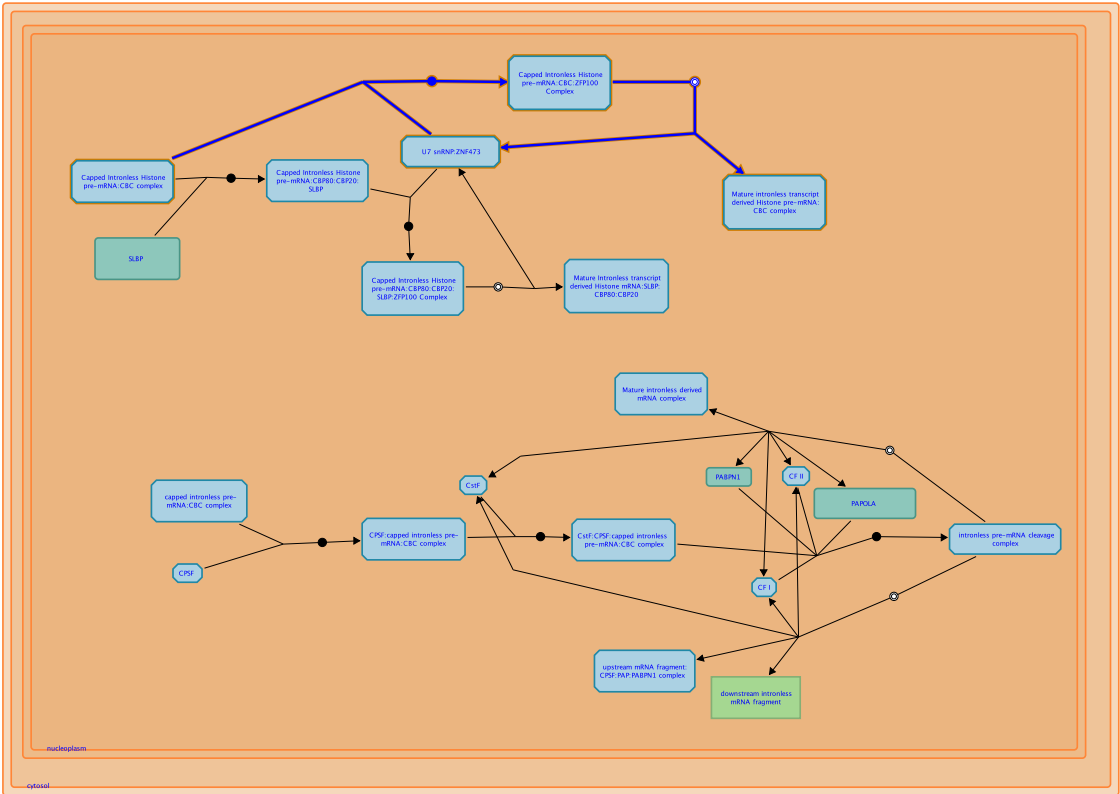 Capped Intronless Histone
pre-mRNA:CBC:ZFP100
Complex
U7 snRNP:ZNF473
Capped Intronless Histone
pre-mRNA:CBC complex
Capped Intronless Histone
pre-mRNA:CBP80:CBP20:
SLBP
Mature intronless transcript
derived Histone pre-mRNA:
CBC complex
SLBP
Capped Intronless Histone
pre-mRNA:CBP80:CBP20:
SLBP:ZFP100 Complex
Mature Intronless transcript
derived Histone mRNA:SLBP:
CBP80:CBP20
Mature intronless derived
mRNA complex
PABPN1
CF II
CstF
PAPOLA
capped intronless pre-
mRNA:CBC complex
CPSF:capped intronless pre-
mRNA:CBC complex
CstF:CPSF:capped intronless
pre-mRNA:CBC complex
intronless pre-mRNA cleavage
complex
CPSF
CF I
upstream mRNA fragment:
CPSF:PAP:PABPN1 complex
downstream intronless
mRNA fragment
nucleoplasm
cytosol